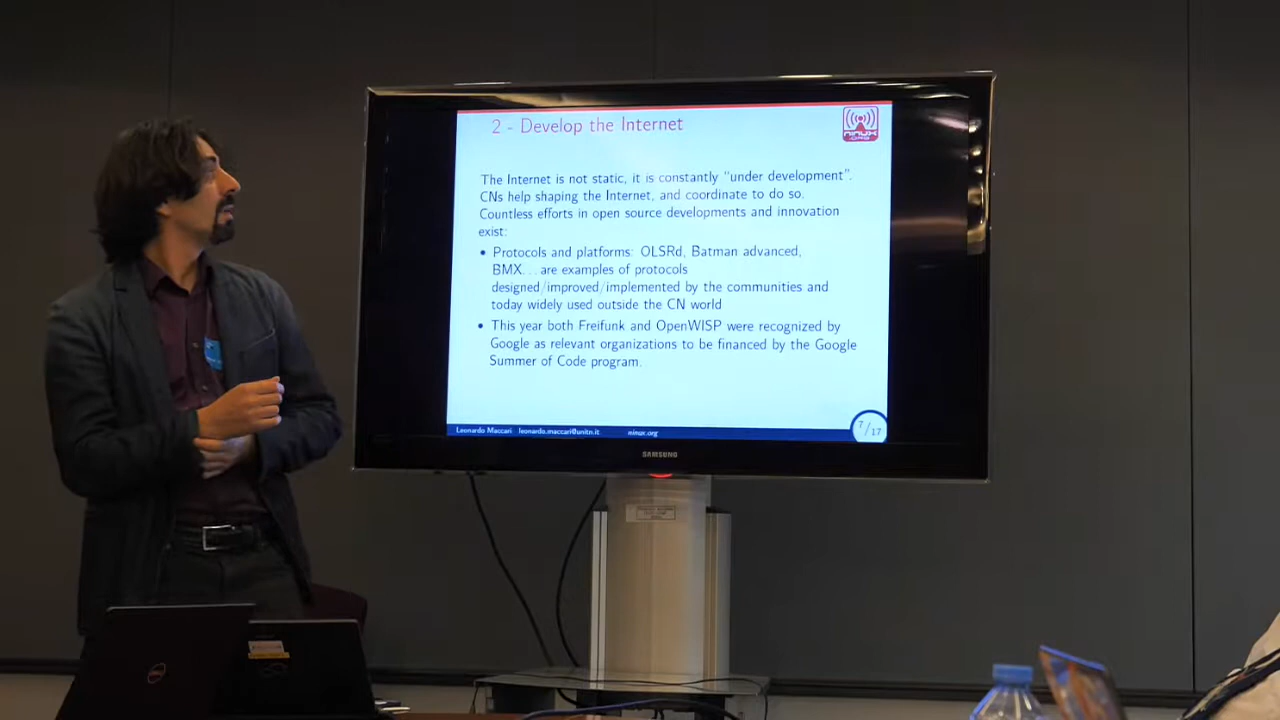 2 - Develop the Internet
NINUX
.ORG
The Internet is not static, it is constantly “under development”.
CNs help shaping the Internet, and coordinate to do so.
Countless efforts in open source developments and innovation
exist:
• Protocols and platforms: OLSRd, Batman advanced,
BMX... are examples of protocols
designed/improved/implemented by the communities and
today widely used outside the CN world
• This year both Freifunk and OpenWISP were recognized by
Google as relevant organizations to be financed by the Google
Summer of Code program.
Leonardo Maccari leonardo.maccari@unitn.it ninux.org
7/17
SAMSUNG
DELL